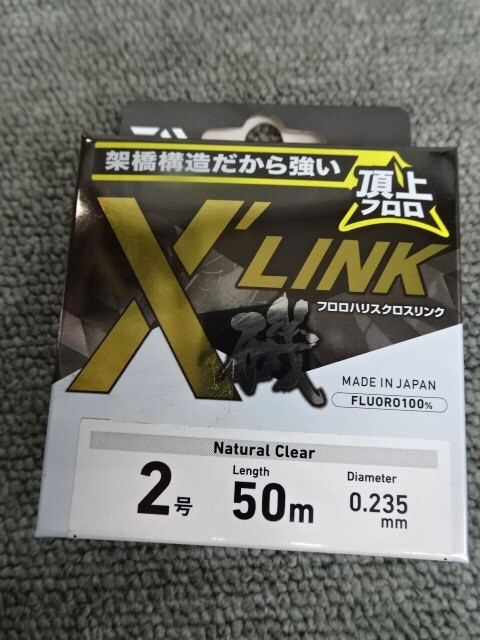 架橋構造だから強い
頂上
フロロ
X'LINK
フロロハリスクロスリンク
磯
MADE IN JAPAN
FLUORO100%
Natural Clear
2号
Length
50m
Diameter
0.235
mm